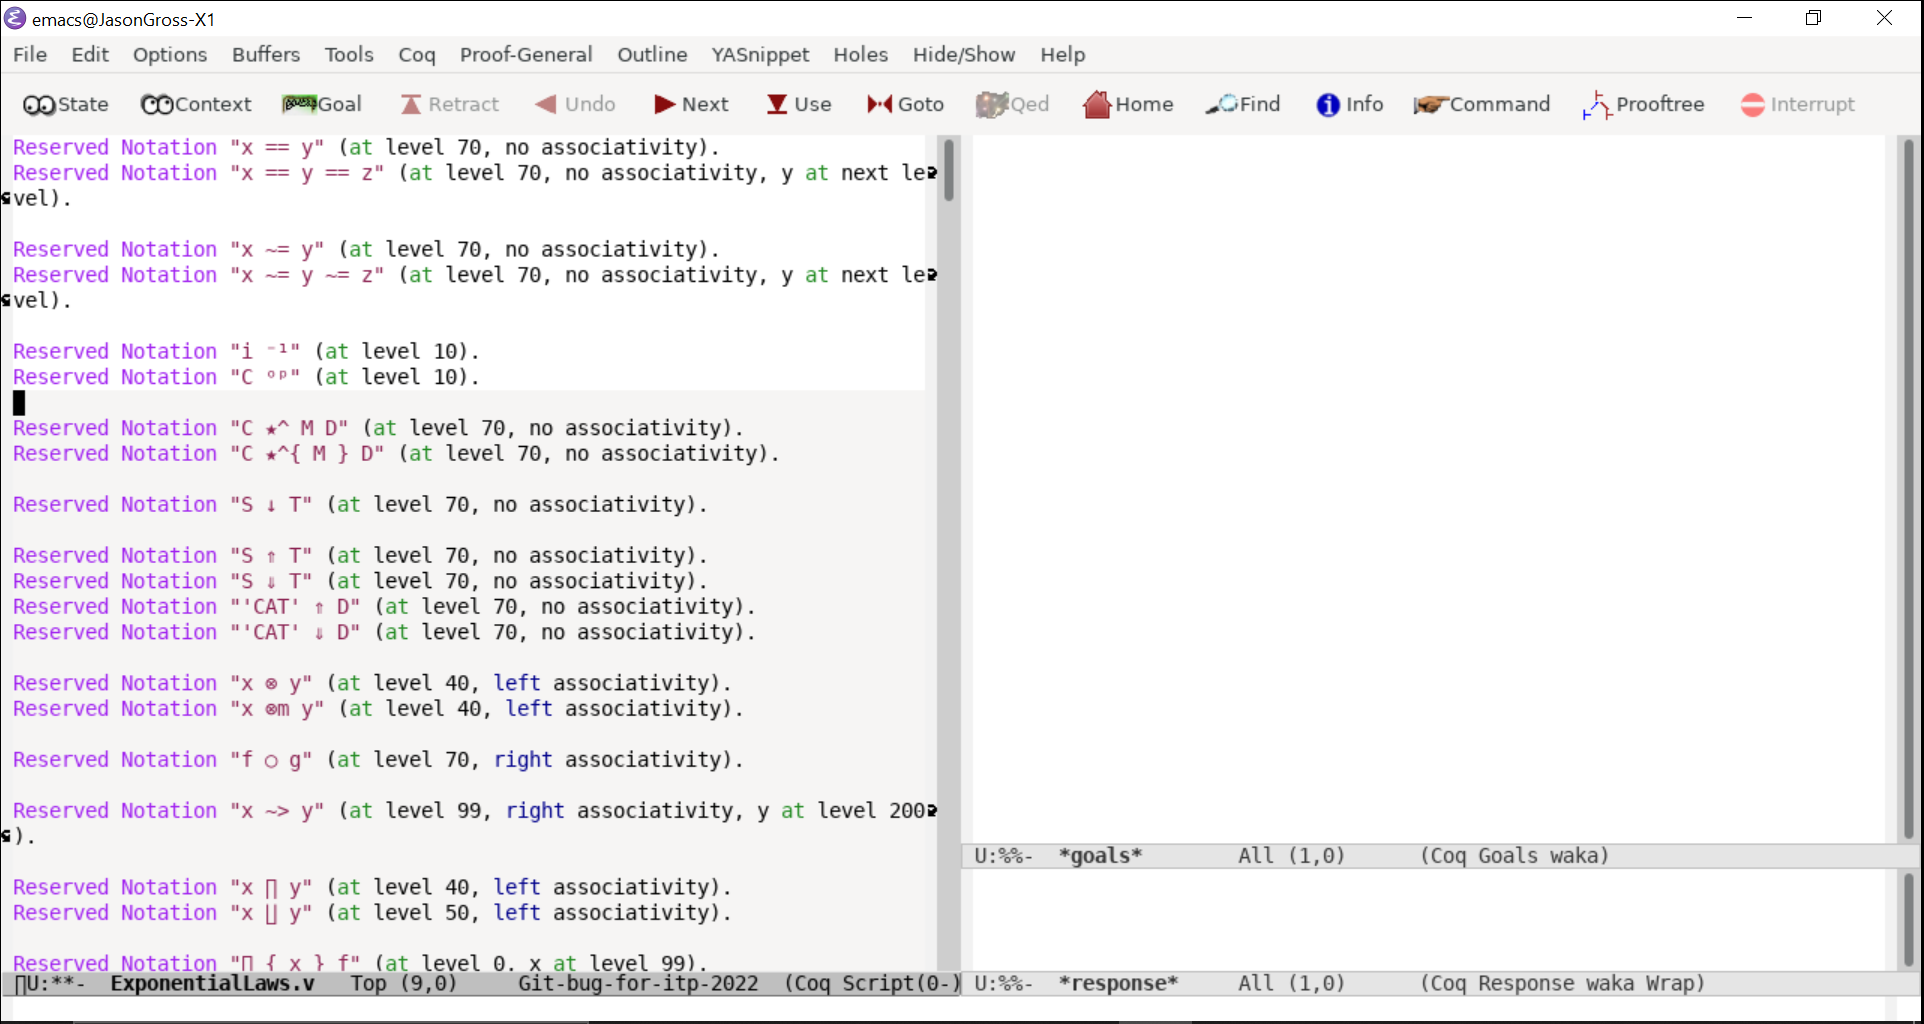 emacs@JasonGross-X1
File Edit Options Buffers Tools Coq Proof-General Outline YASnippet Holes Hide/Show Help
State Context Goal Retract Undo Next Use Goto Qed Home Find Info Command Prooftree Interrupt
Reserved Notation "x == y" (at level 70, no associativity).
Reserved Notation "x == y == z" (at level 70, no associativity, y at next le
vel).
Reserved Notation "x ~= y" (at level 70, no associativity).
Reserved Notation "x ~= y ~= z" (at level 70, no associativity, y at next le
vel).
Reserved Notation "i ⁻¹" (at level 10).
Reserved Notation "C ᵒᵖ" (at level 10).
Reserved Notation "C ★^ M D" (at level 70, no associativity).
Reserved Notation "C ★^{ M } D" (at level 70, no associativity).
Reserved Notation "S ↓ T" (at level 70, no associativity).
Reserved Notation "S ⇑ T" (at level 70, no associativity).
Reserved Notation "S ⇓ T" (at level 70, no associativity).
Reserved Notation "'CAT' ⇑ D" (at level 70, no associativity).
Reserved Notation "'CAT' ⇓ D" (at level 70, no associativity).
Reserved Notation "x ⊗ y" (at level 40, left associativity).
Reserved Notation "x ⊗m y" (at level 40, left associativity).
Reserved Notation "f ○ g" (at level 70, right associativity).
Reserved Notation "x ~> y" (at level 99, right associativity, y at level 200
).
Reserved Notation "x ∏ y" (at level 40, left associativity).
Reserved Notation "x ∐ y" (at level 50, left associativity).
Reserved Notation "∏ { x } f" (at level 0, x at level 99).
U:**- ExponentialLaws.v Top (9,0) Git-bug-for-itp-2022 (Coq Script(0-)
U:%%- *goals* All (1,0) (Coq Goals waka)
U:%%- *response* All (1,0) (Coq Response waka Wrap)